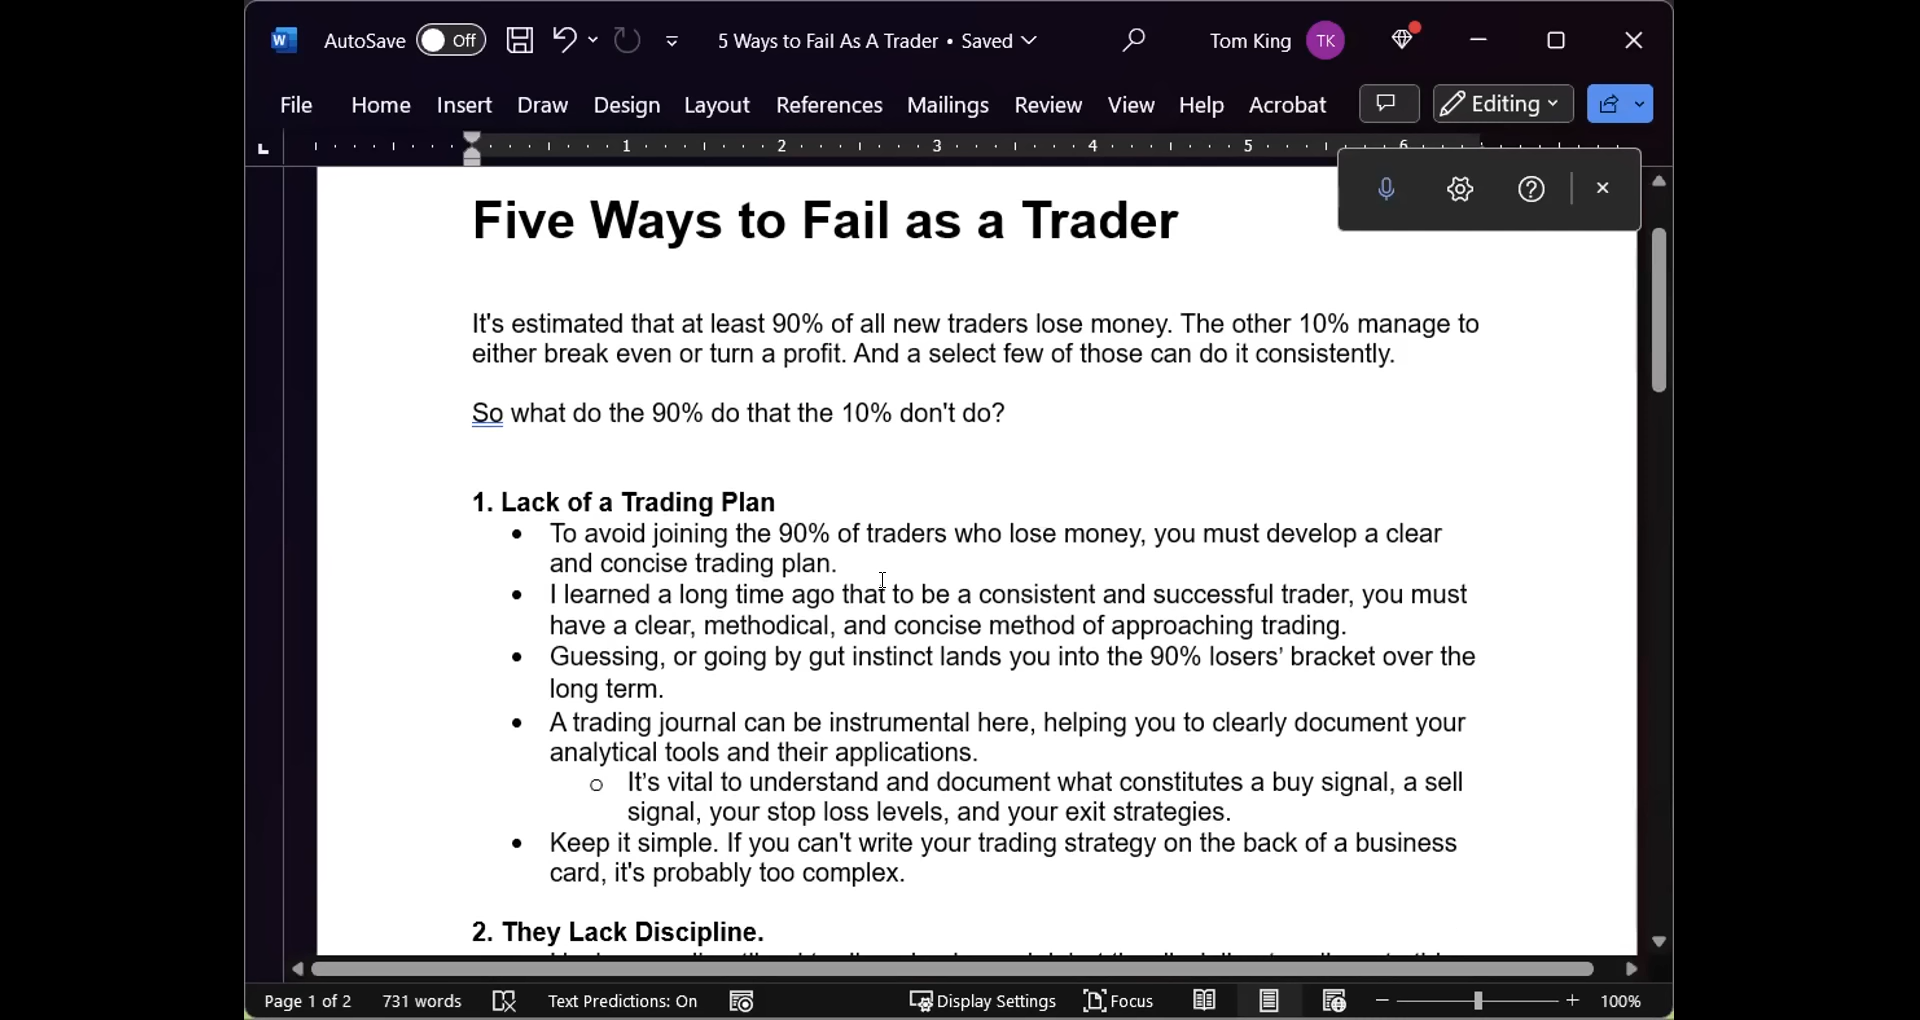 AutoSave Off 5 Ways to Fail As A Trader • Saved Tom King TK
File Home Insert Draw Design Layout References Mailings Review View Help Acrobat Editing
1 2 3 4 5 6
Five Ways to Fail as a Trader
It's estimated that at least 90% of all new traders lose money. The other 10% manage to
either break even or turn a profit. And a select few of those can do it consistently.
So what do the 90% do that the 10% don't do?
1. Lack of a Trading Plan
• To avoid joining the 90% of traders who lose money, you must develop a clear
and concise trading plan.
• I learned a long time ago that to be a consistent and successful trader, you must
have a clear, methodical, and concise method of approaching trading.
• Guessing, or going by gut instinct lands you into the 90% losers’ bracket over the
long term.
• A trading journal can be instrumental here, helping you to clearly document your
analytical tools and their applications.
o It’s vital to understand and document what constitutes a buy signal, a sell
signal, your stop loss levels, and your exit strategies.
• Keep it simple. If you can't write your trading strategy on the back of a business
card, it's probably too complex.
2. They Lack Discipline.
Page 1 of 2 731 words Text Predictions: On Display Settings Focus 100%